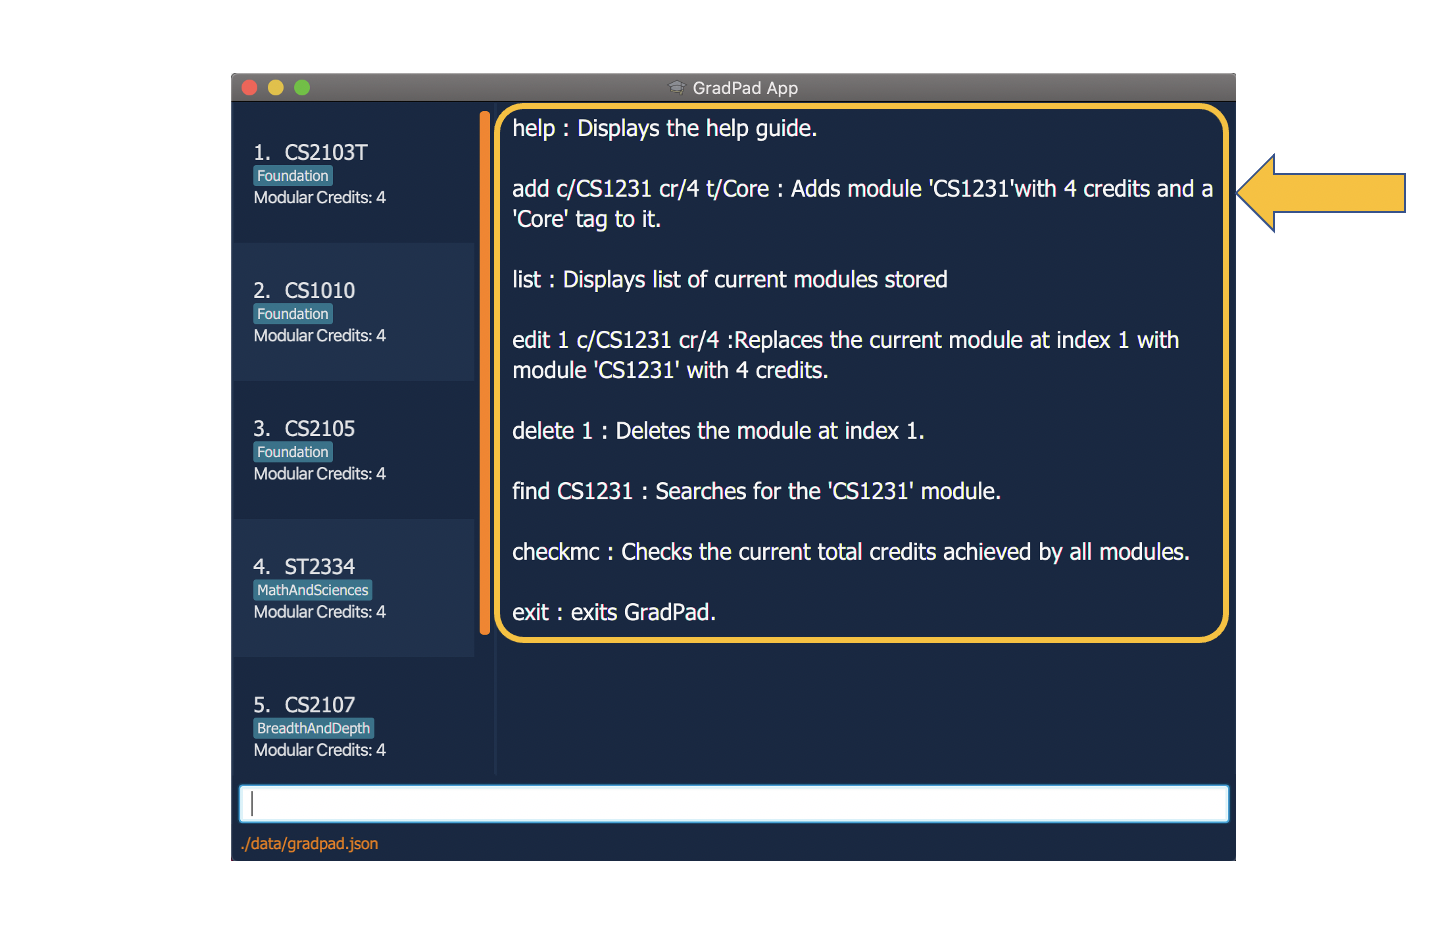 GradPad App
1. CS2103T
Foundation
Modular Credits: 4
2. CS1010
Foundation
Modular Credits: 4
3. CS2105
Foundation
Modular Credits: 4
4. ST2334
MathAndSciences
Modular Credits: 4
5. CS2107
BreadthAndDepth
Modular Credits: 4
help : Displays the help guide.
add c/CS1231 cr/4 t/Core : Adds module 'CS1231'with 4 credits and a
'Core' tag to it.
list : Displays list of current modules stored
edit 1 c/CS1231 cr/4 :Replaces the current module at index 1 with
module 'CS1231' with 4 credits.
delete 1 : Deletes the module at index 1.
find CS1231 : Searches for the 'CS1231' module.
checkmc : Checks the current total credits achieved by all modules.
exit : exits GradPad.
./data/gradpad.json